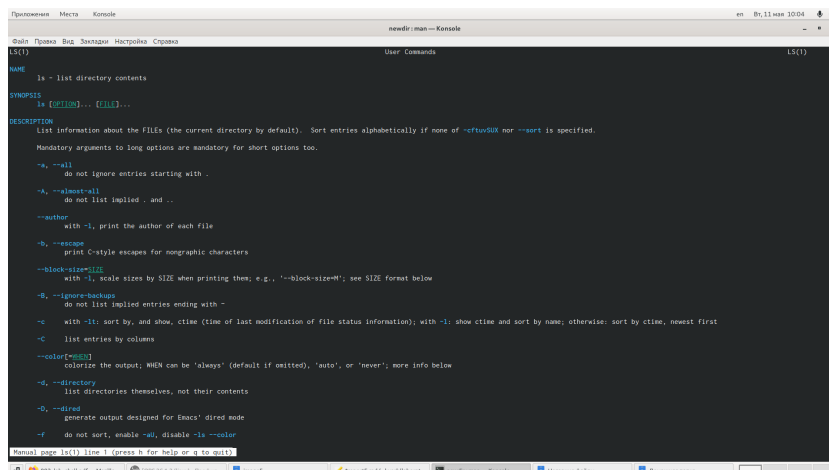 Приложения Места Konsole en Вт, 11 мая 10:04
newdir : man — Konsole
Файл Правка Вид Закладки Настройка Справка
LS(1) User Commands LS(1)
NAME
ls - list directory contents
SYNOPSIS
ls [OPTION]... [FILE]...
DESCRIPTION
List information about the FILEs (the current directory by default). Sort entries alphabetically if none of -cftuvSUX nor --sort is specified.
Mandatory arguments to long options are mandatory for short options too.
-a, --all
do not ignore entries starting with .
-A, --almost-all
do not list implied . and ..
--author
with -l, print the author of each file
-b, --escape
print C-style escapes for nongraphic characters
--block-size=SIZE
with -l, scale sizes by SIZE when printing them; e.g., '--block-size=M'; see SIZE format below
-B, --ignore-backups
do not list implied entries ending with ~
-c with -lt: sort by, and show, ctime (time of last modification of file status information); with -l: show ctime and sort by name; otherwise: sort by ctime, newest first
-C list entries by columns
--color[=WHEN]
colorize the output; WHEN can be 'always' (default if omitted), 'auto', or 'never'; more info below
-d, --directory
list directories themselves, not their contents
-D, --dired
generate output designed for Emacs' dired mode
-f do not sort, enable -aU, disable -ls --color
Manual page ls(1) line 1 (press h for help or q to quit)